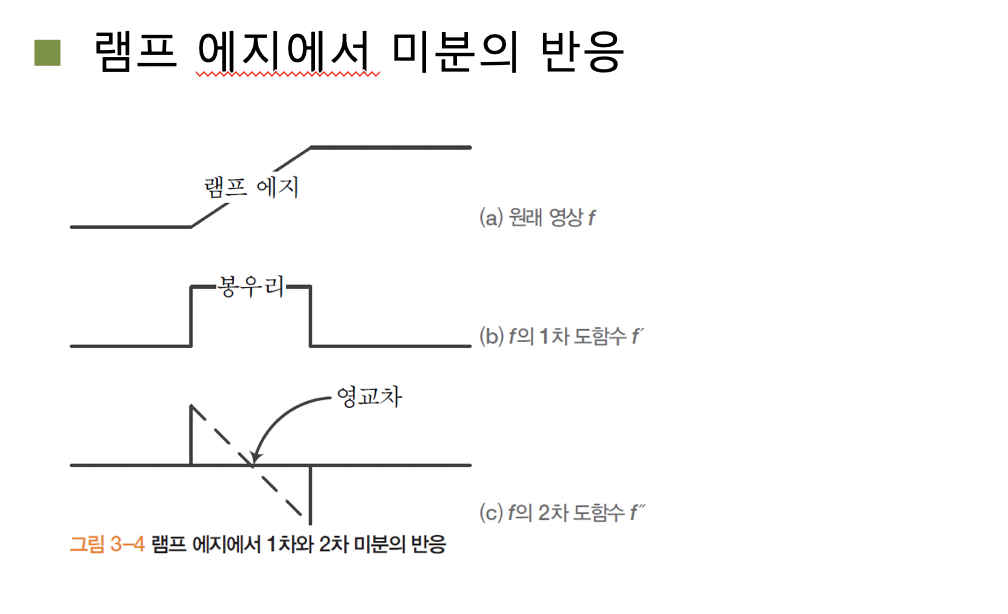 램프 에지에서 미분의 반응
램프 에지
(a) 원래 영상 f
봉우리
(b) f의 1차 도함수 f′
영교차
(c) f의 2차 도함수 f″
그림 3–4 램프 에지에서 1차와 2차 미분의 반응